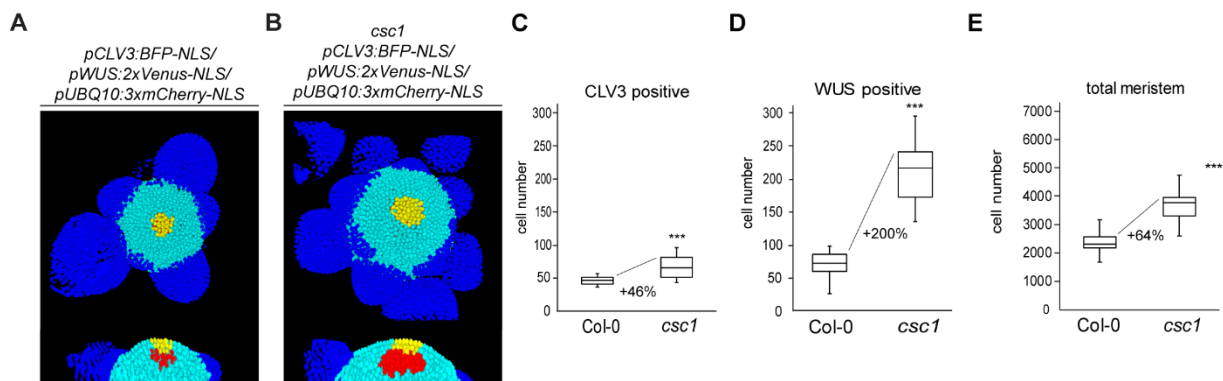 A
pCLV3:BFP-NLS/
pWUS:2xVenus-NLS/
pUBQ10:3xmCherry-NLS
B
csc1
pCLV3:BFP-NLS/
pWUS:2xVenus-NLS/
pUBQ10:3xmCherry-NLS
C
CLV3 positive
cell number
300
250
200
150
100
50
0
***
+46%
Col-0
csc1
D
WUS positive
cell number
300
250
200
150
100
50
0
***
+200%
Col-0
csc1
E
total meristem
cell number
7000
6000
5000
4000
3000
2000
1000
0
***
+64%
Col-0
csc1